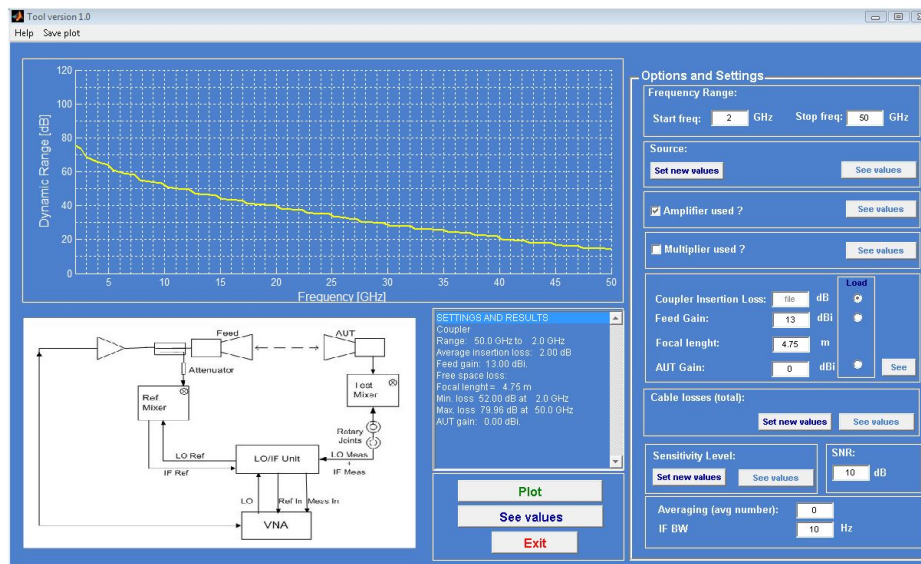 Tool version 1.0
Help Save plot
120
100
80
60
40
20
0
Dynamic Range [dB]
5 10 15 20 25 30 35 40 45 50
Frequency [GHz]
Options and Settings
Frequency Range:
Start freq: 2 GHz Stop freq: 50 GHz
Source:
Set new values See values
Amplifier used ? See values
Multiplier used ? See values
Load
Coupler Insertion Loss: file dB
Feed Gain: 13 dBi
Focal lenght: 4.75 m
AUT Gain: 0 dBi See
Cable losses (total):
Set new values See values
Sensitivity Level:
Set new values See values
SNR:
10 dB
Averaging (avg number): 0
IF BW 10 Hz
Feed AUT
Attenuator
Ref
Mixer
Test
Mixer
Rotary
Joints
LO Ref
IF Ref
LO/IF Unit
LO Meas
+
IF Meas
LO Ref In Meas In
VNA
SETTINGS AND RESULTS
Coupler
Range: 50.0 GHz to 2.0 GHz
Average insertion loss: 2.00 dB
Feed gain: 13.00 dBi.
Free space loss:
Focal lenght = 4.75 m
Min. loss 52.00 dB at 2.0 GHz
Max. loss 79.96 dB at 50.0 GHz
AUT gain: 0.00 dBi.
Plot
See values
Exit